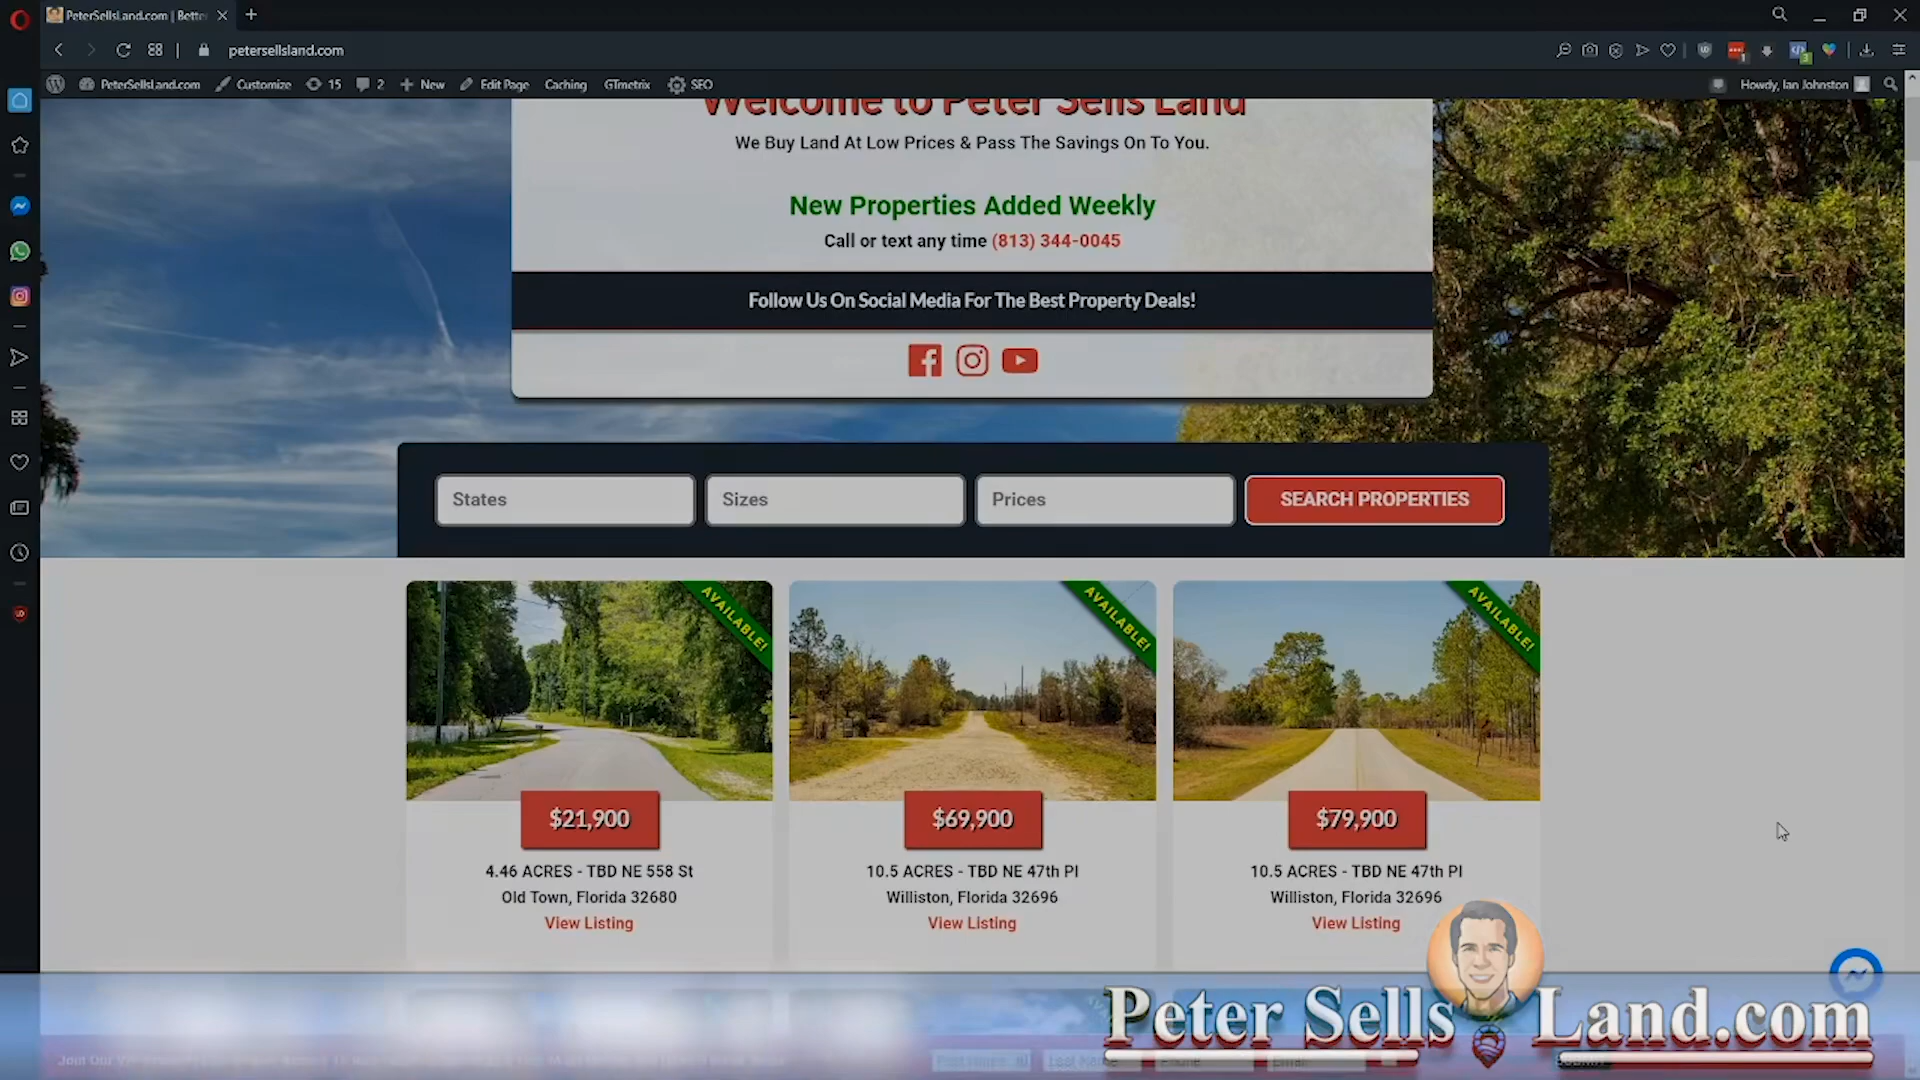 PeterSellsLand.com | Bette
petersellsland.com
PeterSellsLand.com Customize 15 2 New Edit Page Caching GTmetrix SEO Howdy, Ian Johnston
Welcome to Peter Sells Land
We Buy Land At Low Prices & Pass The Savings On To You.
New Properties Added Weekly
Call or text any time (813) 344-0045
Follow Us On Social Media For The Best Property Deals!
States Sizes Prices SEARCH PROPERTIES
AVAILABLE! AVAILABLE! AVAILABLE!
$21,900 $69,900 $79,900
4.46 ACRES - TBD NE 558 St 10.5 ACRES - TBD NE 47th Pl 10.5 ACRES - TBD NE 47th Pl
Old Town, Florida 32680 Williston, Florida 32696 Williston, Florida 32696
View Listing View Listing View Listing
Peter Sells Land.com